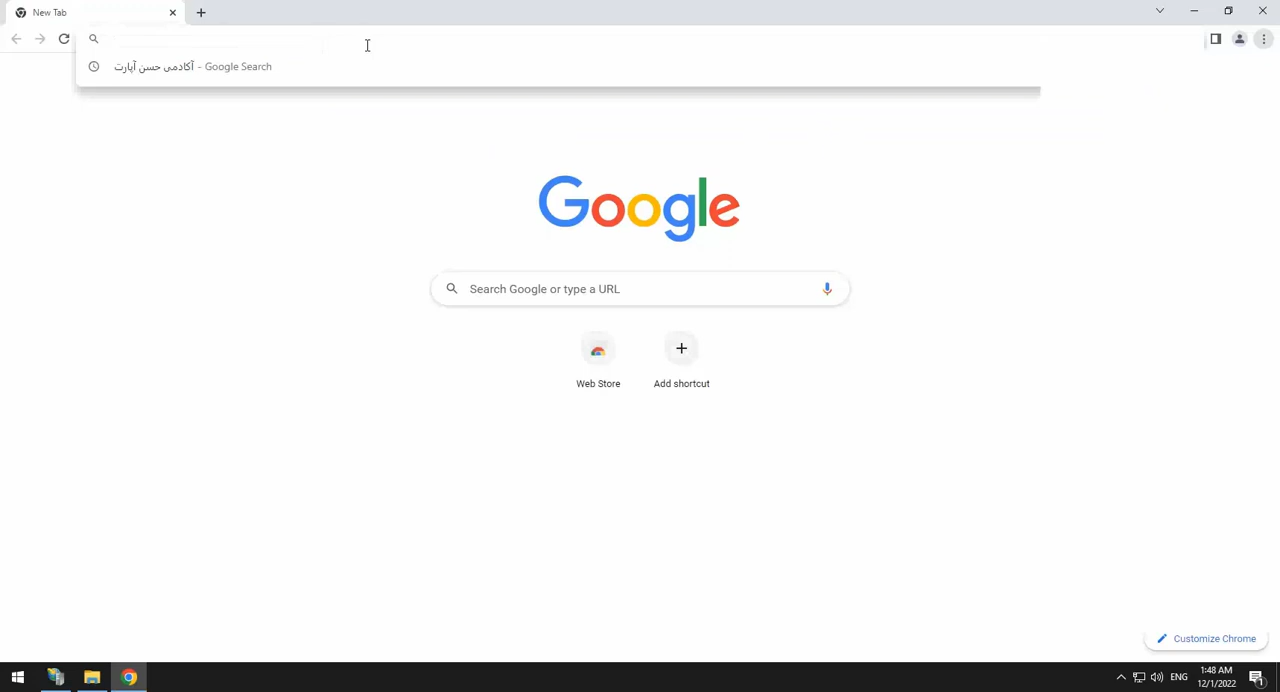 New Tab
آکادمی حسن آپارت - Google Search
Google
Search Google or type a URL
Web Store
Add shortcut
Customize Chrome
ENG
1:48 AM
12/1/2022
1